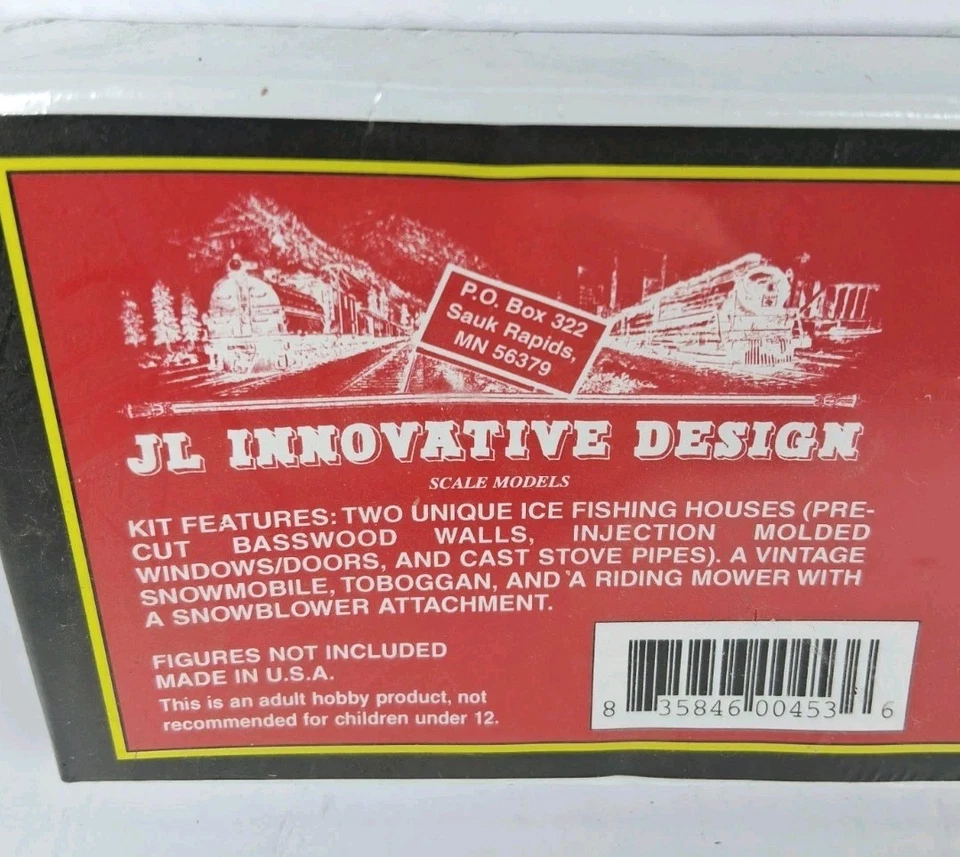 P.O. Box 322
Sauk Rapids,
MN 56379
JL INNOVATIVE DESIGN
SCALE MODELS
KIT FEATURES: TWO UNIQUE ICE FISHING HOUSES (PRE-
CUT BASSWOOD WALLS, INJECTION MOLDED
WINDOWS/DOORS, AND CAST STOVE PIPES). A VINTAGE
SNOWMOBILE, TOBOGGAN, AND A RIDING MOWER WITH
A SNOWBLOWER ATTACHMENT.
FIGURES NOT INCLUDED
MADE IN U.S.A.
This is an adult hobby product, not
recommended for children under 12.
8 35846 00453 6